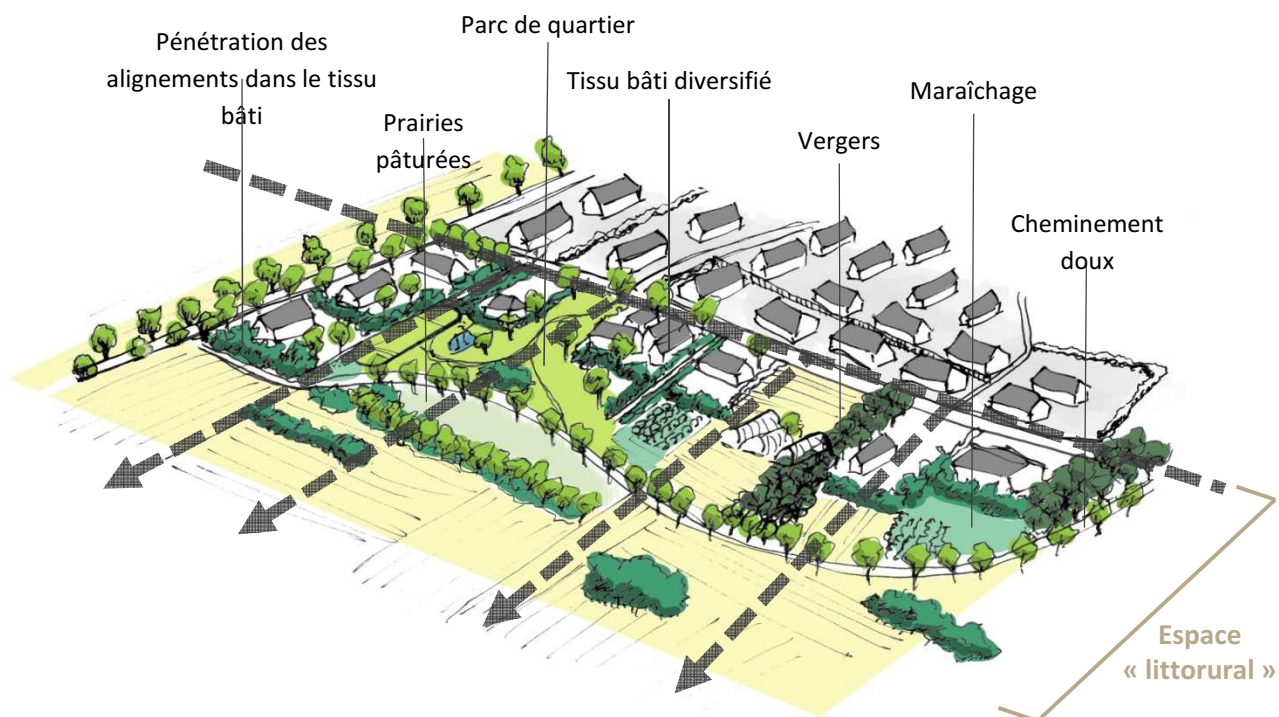 Pénétration des
alignements dans le tissu
bâti
Prairies
pâturées
Parc de quartier
Tissu bâti diversifié
Vergers
Maraîchage
Cheminement
doux
Espace
« littorural »